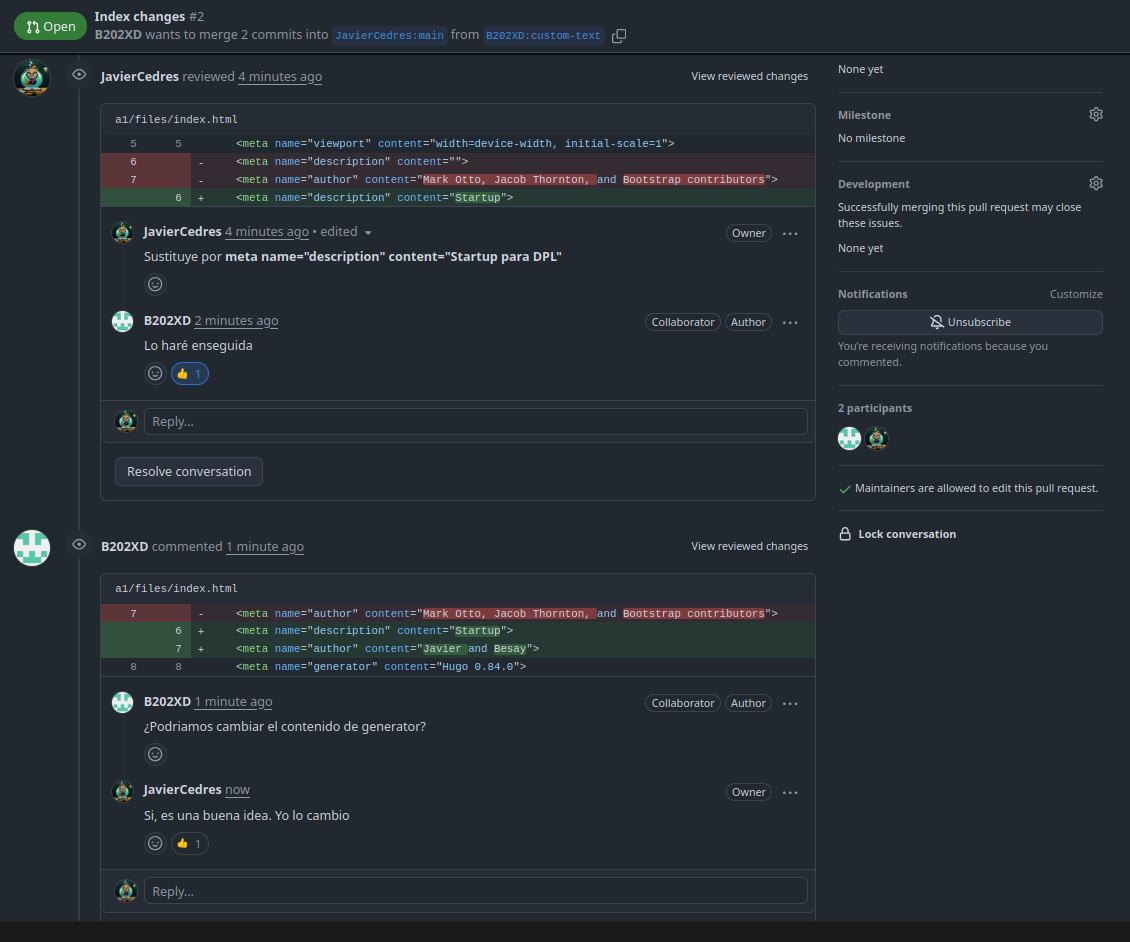 Open
Index changes #2
B202XD wants to merge 2 commits into JavierCedres:main from B202XD:custom-text
JavierCedres reviewed 4 minutes ago
View reviewed changes
a1/files/index.html
5 5 <meta name="viewport" content="width=device-width, initial-scale=1">
6 - <meta name="description" content="">
7 - <meta name="author" content="Mark Otto, Jacob Thornton, and Bootstrap contributors">
6 + <meta name="description" content="Startup">
JavierCedres 4 minutes ago • edited
Owner
Sustituye por meta name="description" content="Startup para DPL"
B202XD 2 minutes ago
Collaborator Author
Lo haré enseguida
👍 1
Reply...
Resolve conversation
B202XD commented 1 minute ago
View reviewed changes
a1/files/index.html
7 - <meta name="author" content="Mark Otto, Jacob Thornton, and Bootstrap contributors">
6 + <meta name="description" content="Startup">
7 + <meta name="author" content="Javier and Besay">
8 8 <meta name="generator" content="Hugo 0.84.0">
B202XD 1 minute ago
Collaborator Author
¿Podriamos cambiar el contenido de generator?
JavierCedres now
Owner
Si, es una buena idea. Yo lo cambio
👍 1
Reply...
None yet
Milestone
No milestone
Development
Successfully merging this pull request may close
these issues.
None yet
Notifications
Customize
Unsubscribe
You're receiving notifications because you
commented.
2 participants
Maintainers are allowed to edit this pull request.
Lock conversation